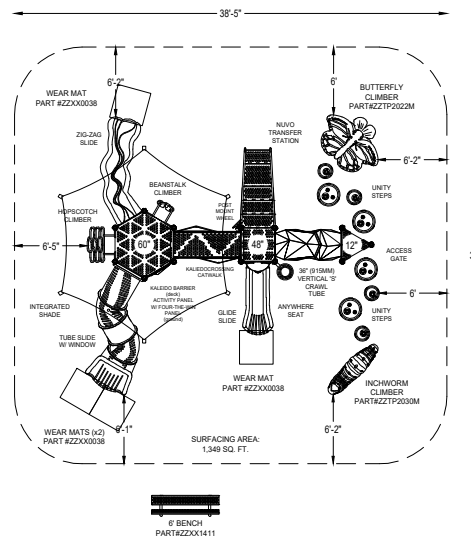 38'-5"
6'-2"
6'
WEAR MAT
PART #ZZXX0038
BUTTERFLY
CLIMBER
PART#ZZTP2022M
ZIG-ZAG
SLIDE
NUVO
TRANSFER
STATION
6'-2"
BEANSTALK
CLIMBER
UNITY
STEPS
HOPSCOTCH
CLIMBER
POST
MOUNT
WHEEL
6'-5"
60"
48"
12"
ACCESS
GATE
KALIEDOCROSSING
CATWALK
36" (915MM)
VERTICAL 'S'
CRAWL
TUBE
KALEIDO BARRIER
(deck)
ACTIVITY PANEL
W/ FOUR-THE-WIN
PANEL
(ground)
6'
INTEGRATED
SHADE
GLIDE
SLIDE
ANYWHERE
SEAT
UNITY
STEPS
TUBE SLIDE
W/ WINDOW
WEAR MAT
PART #ZZXX0038
INCHWORM
CLIMBER
PART#ZZTP2030M
WEAR MATS (x2)
PART #ZZXX0038
6'-1"
6'-2"
SURFACING AREA:
1,349 SQ. FT.
6' BENCH
PART#ZZXX1411